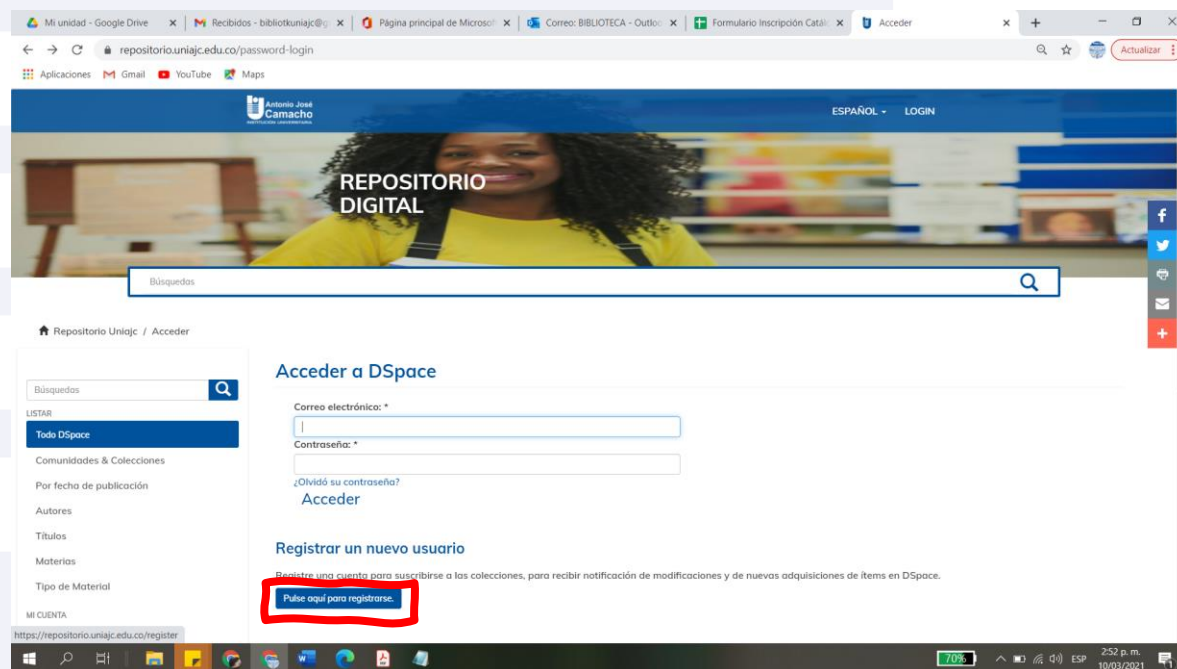 Mi unidad - Google Drive
Recibidos - bibliotkuniajc@g
Página principal de Microsof
Correo: BIBLIOTECA - Outloo
Formulario Inscripción Catál
Acceder
repositorio.uniajc.edu.co/password-login
Actualizar
Aplicaciones Gmail YouTube Maps
Antonio José
Camacho
INSTITUCIÓN UNIVERSITARIA
ESPAÑOL LOGIN
REPOSITORIO
DIGITAL
Búsquedas
Repositorio Uniajc / Acceder
Búsquedas
LISTAR
Todo DSpace
Comunidades & Colecciones
Por fecha de publicación
Autores
Títulos
Materias
Tipo de Material
MI CUENTA
Acceder a DSpace
Correo electrónico: *
Contraseña: *
¿Olvidó su contraseña?
Acceder
Registrar un nuevo usuario
Registre una cuenta para suscribirse a las colecciones, para recibir notificación de modificaciones y de nuevas adquisiciones de ítems en DSpace.
Pulse aquí para registrarse.
https://repositorio.uniajc.edu.co/register
70%
ESP
2:52 p. m.
10/03/2021